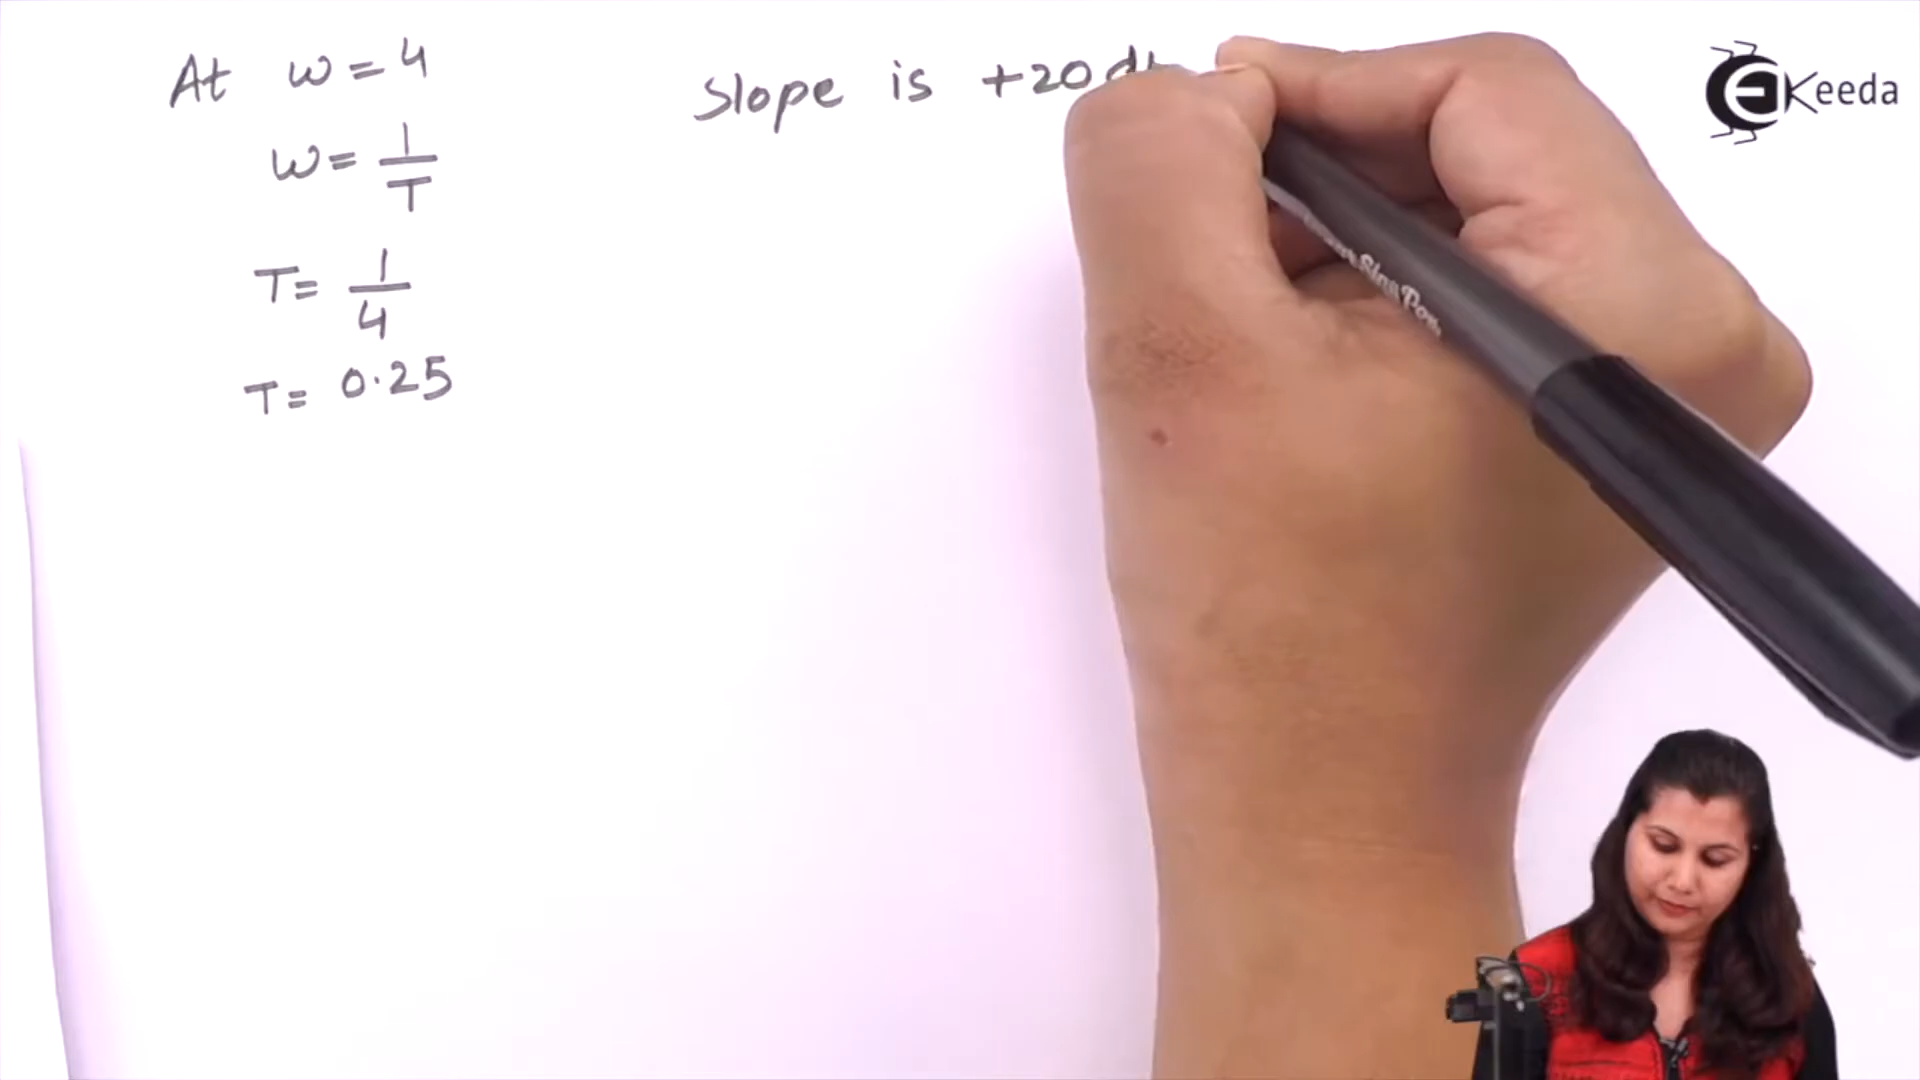 At w = 4
slope is +20
w = 1/T
T = 1/4
T = 0.25
Keeda